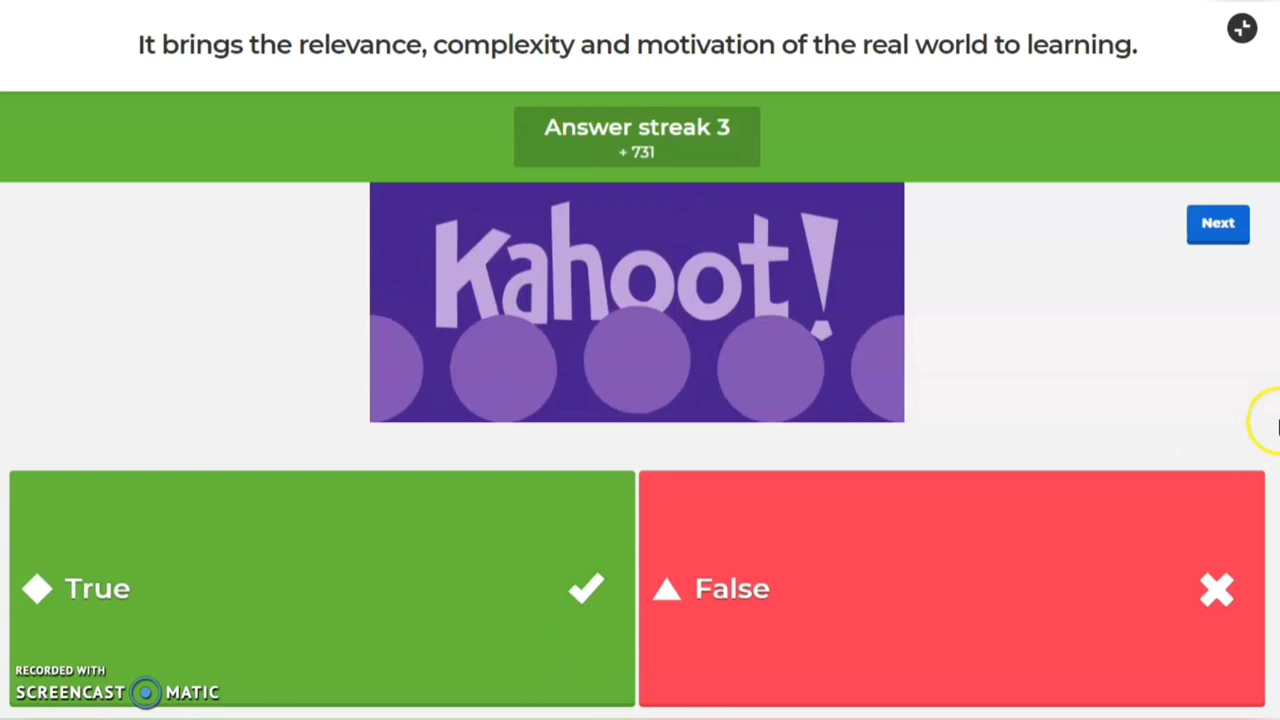 It brings the relevance, complexity and motivation of the real world to learning.
Answer streak 3
+ 731
Kahoot!
Next
True
False
RECORDED WITH
SCREENCAST MATIC